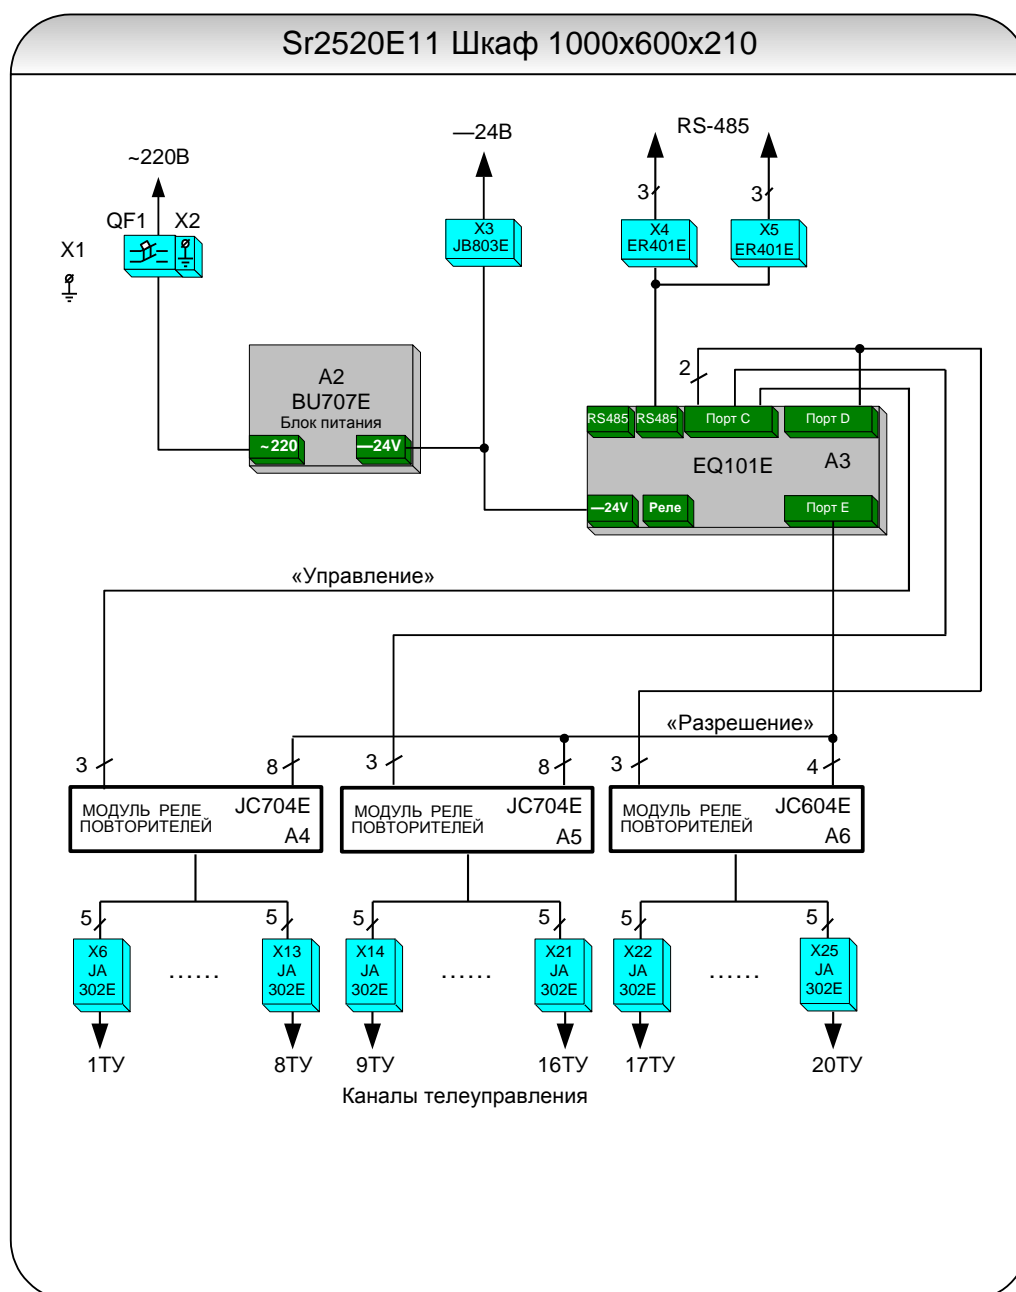 Sr2520E11 Шкаф 1000x600x210
~220В
—24В
RS-485
QF1
X2
X1
X3
JB803E
3
X4
ER401E
3
X5
ER401E
A2
BU707E
Блок питания
~220
—24V
2
RS485
RS485
Порт C
Порт D
EQ101E
A3
—24V
Реле
Порт E
«Управление»
«Разрешение»
3
8
3
8
3
4
МОДУЛЬ РЕЛЕ
ПОВТОРИТЕЛЕЙ
JC704E
A4
МОДУЛЬ РЕЛЕ
ПОВТОРИТЕЛЕЙ
JC704E
A5
МОДУЛЬ РЕЛЕ
ПОВТОРИТЕЛЕЙ
JC604E
A6
5
5
5
5
5
5
X6
JA
302E
......
X13
JA
302E
X14
JA
302E
......
X21
JA
302E
X22
JA
302E
......
X25
JA
302E
1ТУ
8ТУ
9ТУ
16ТУ
17ТУ
20ТУ
Каналы телеуправления